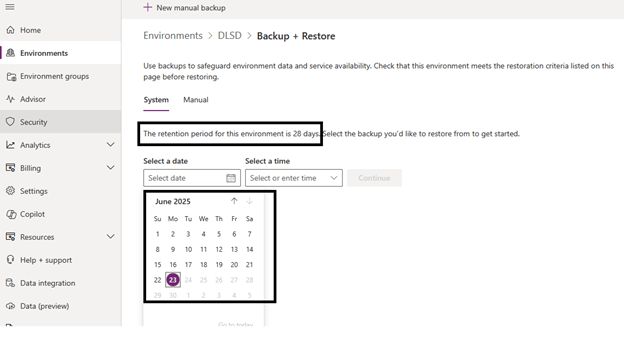 New manual backup
Home
Environments
Environment groups
Advisor
Security
Analytics
Billing
Settings
Copilot
Resources
Help + support
Data integration
Data (preview)
Environments > DLSD > Backup + Restore
Use backups to safeguard environment data and service availability. Check that this environment meets the restoration criteria listed on
this page before restoring.
System Manual
The retention period for this environment is 28 days. Select the backup you'd like to restore from to get started.
Select a date Select a time
Select date Select or enter time Continue
June 2025
Su Mo Tu We Th Fr Sa
1 2 3 4 5 6 7
8 9 10 11 12 13 14
15 16 17 18 19 20 21
22 23 24 25 26 27 28
29 30 1 2 3 4 5
Go to today